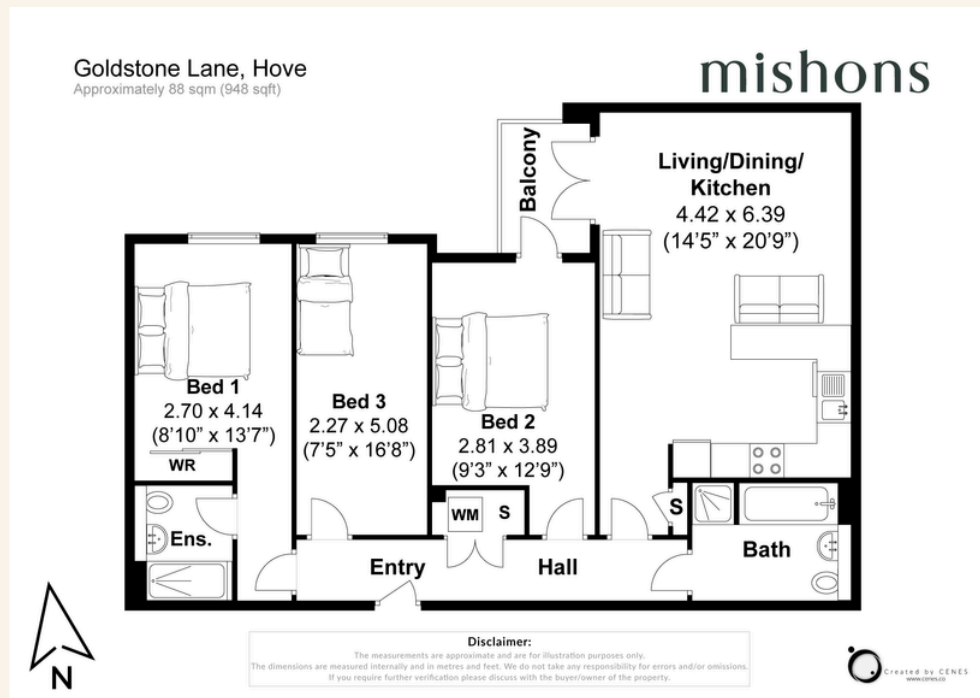 Goldstone Lane, Hove
Approximately 88 sqm (948 sqft)
mishons
Balcony
Living/Dining/
Kitchen
4.42 x 6.39
(14’5” x 20’9”)
Bed 1
2.70 x 4.14
(8’10” x 13’7”)
WR
Bed 3
2.27 x 5.08
(7’5” x 16’8”)
Bed 2
2.81 x 3.89
(9’3” x 12’9”)
WM
S
S
Ens.
Entry
Hall
Bath
N
Disclaimer:
The measurements are approximate and are for illustration purposes only.
The dimensions are measured internally and in metres and feet. We do not take any responsibility for errors and/or omissions.
If you require further verification please discuss with the buyer/owner of the property.
Created by CENES
www.cenes.co